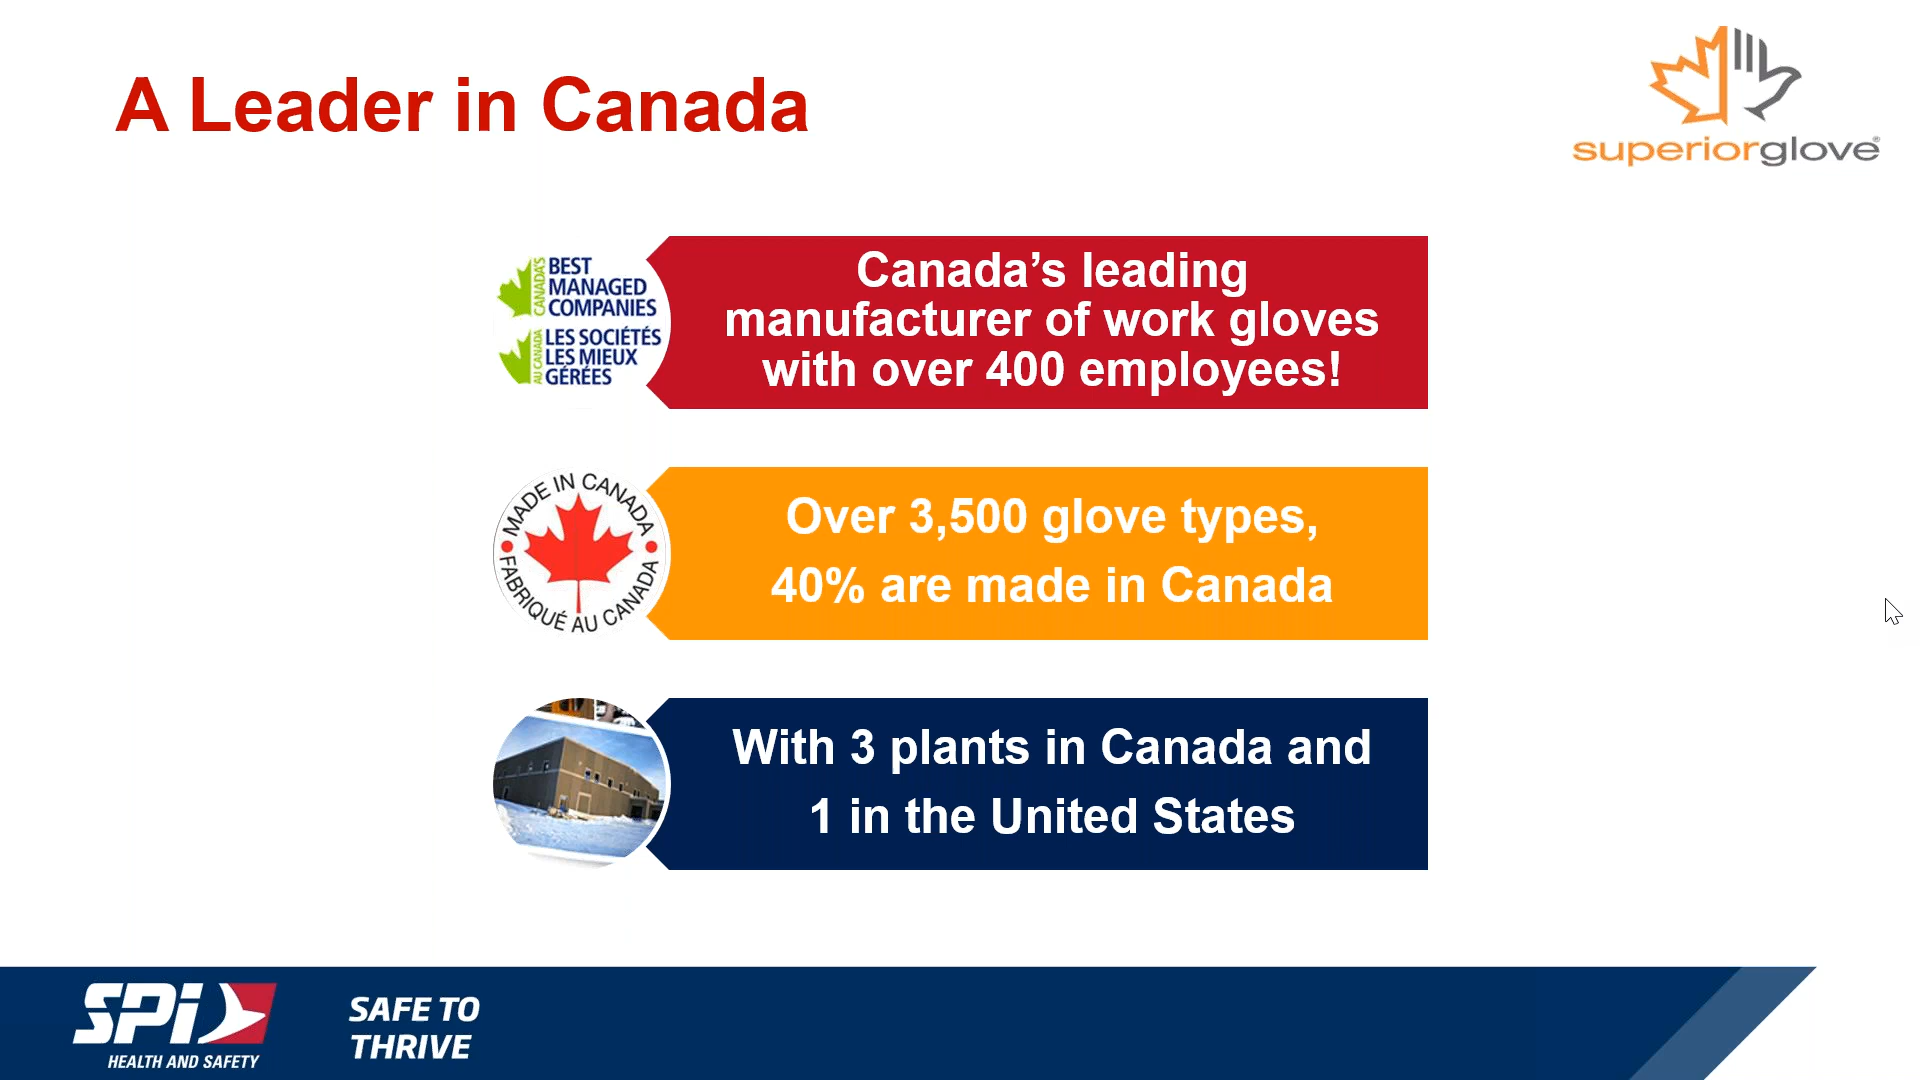 A Leader in Canada
superiorglove®
CANADA'S
BEST
MANAGED
COMPANIES
AU CANADA
LES SOCIÉTÉS
LES MIEUX
GÉRÉES
Canada’s leading
manufacturer of work gloves
with over 400 employees!
MADE IN CANADA
FABRIQUÉ AU CANADA
Over 3,500 glove types,
40% are made in Canada
With 3 plants in Canada and
1 in the United States
SPi
HEALTH AND SAFETY
SAFE TO
THRIVE